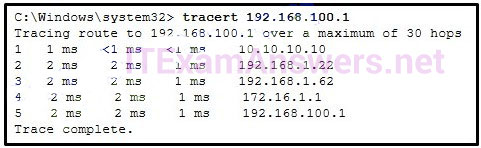 C:\Windows\system32> tracert 192.168.100.1
Tracing route to 192.168.100.1 over a maximum of 30 hops
1 1 ms <1 ms <1 ms 10.10.10.10
2 2 ms 2 ms 1 ms 192.168.1.22
3 2 ms 2 ms 1 ms 192.168.1.62
4 2 ms 2 ms 1 ms 172.16.1.1
5 2 ms 2 ms 1 ms 192.168.100.1
Trace complete.
ITExamAnswers.net